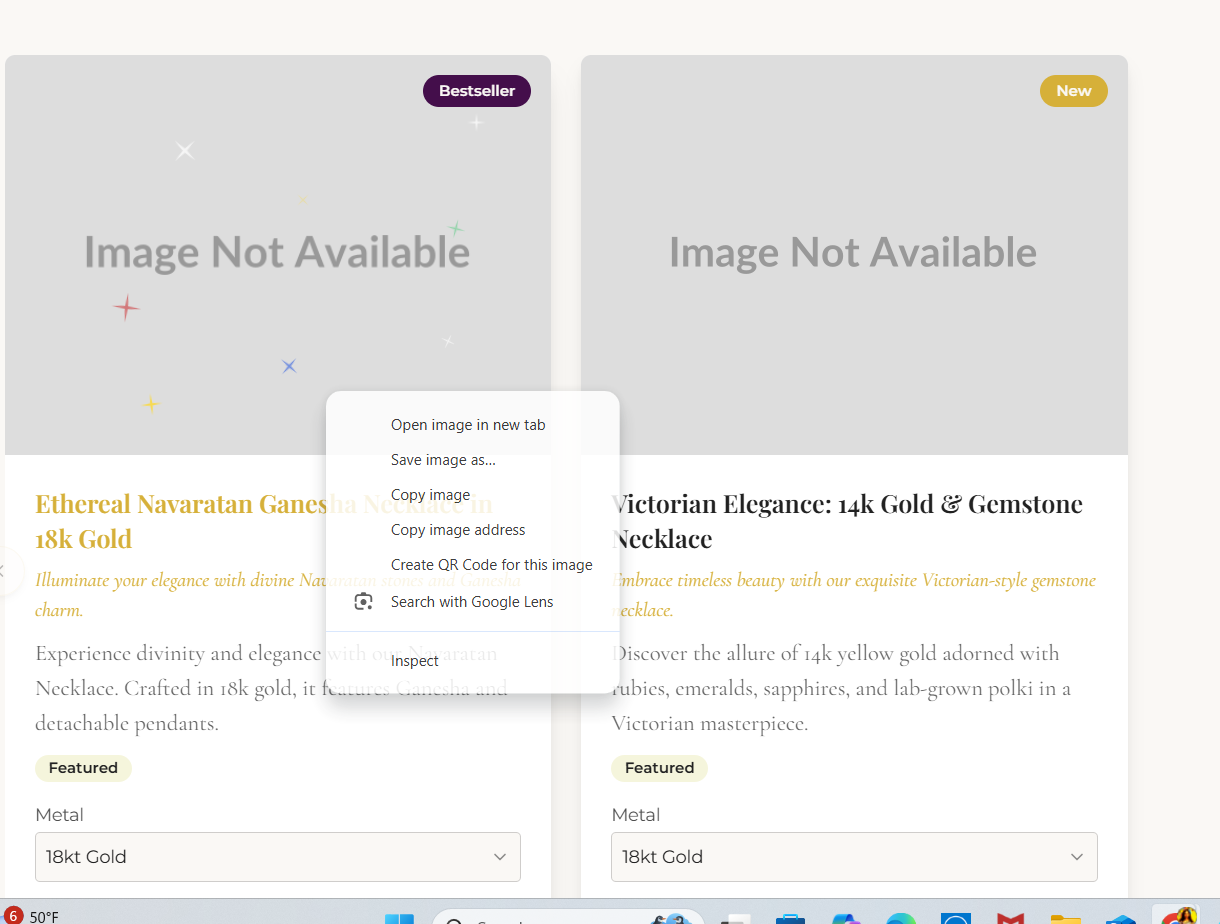 Bestseller
New
Image Not Available
Image Not Available
Open image in new tab
Save image as...
Copy image
Copy image address
Create QR Code for this image
Search with Google Lens
Inspect
Ethereal Navaratan Ganesha Necklace in
18k Gold
Illuminate your elegance with divine Navaratan stones and Ganesha
charm.
Experience divinity and elegance with our Navaratan
Necklace. Crafted in 18k gold, it features Ganesha and
detachable pendants.
Featured
Metal
18kt Gold
Victorian Elegance: 14k Gold & Gemstone
Necklace
Embrace timeless beauty with our exquisite Victorian-style gemstone
necklace.
Discover the allure of 14k yellow gold adorned with
rubies, emeralds, sapphires, and lab-grown polki in a
Victorian masterpiece.
Featured
Metal
18kt Gold
6
50°F